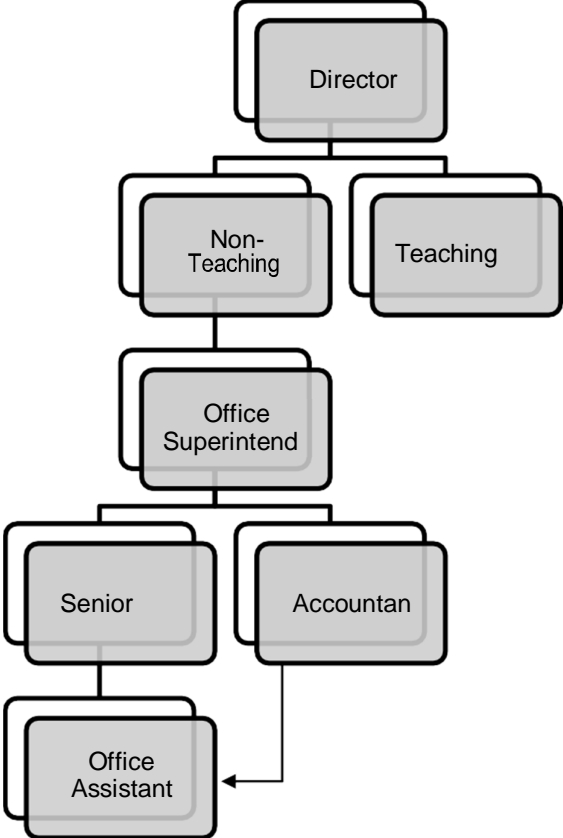 Director
Non-
Teaching
Teaching
Office
Superintend
Senior
Accountan
Office
Assistant